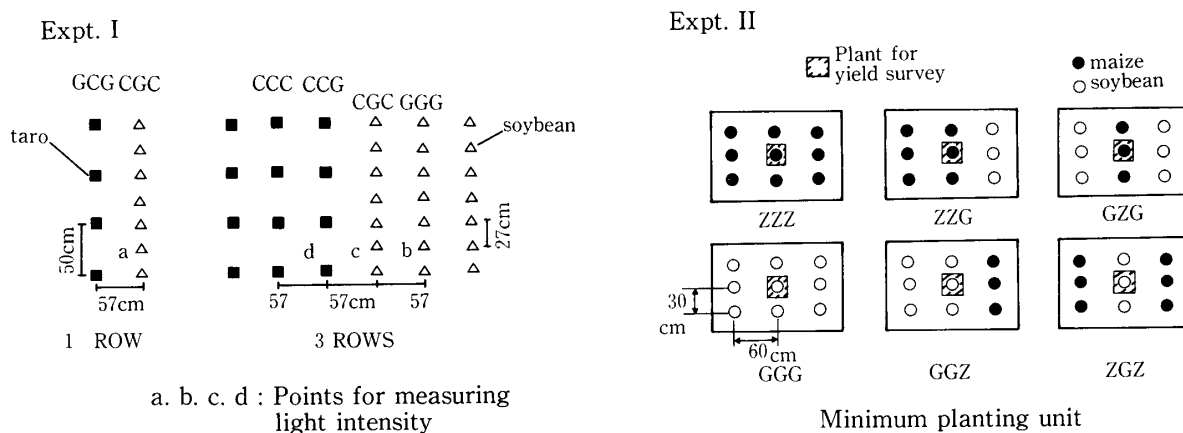 Expt. I
GCG CGC
CCC CCG
CGC GGG
taro
soybean
50cm
a
d
c
b
27cm
57cm
57
57cm
57
1 ROW
3 ROWS
a. b. c. d : Points for measuring
light intensity
Expt. II
Plant for
yield survey
maize
soybean
ZZZ
ZZG
GZG
30
cm
60cm
GGG
GGZ
ZGZ
Minimum planting unit